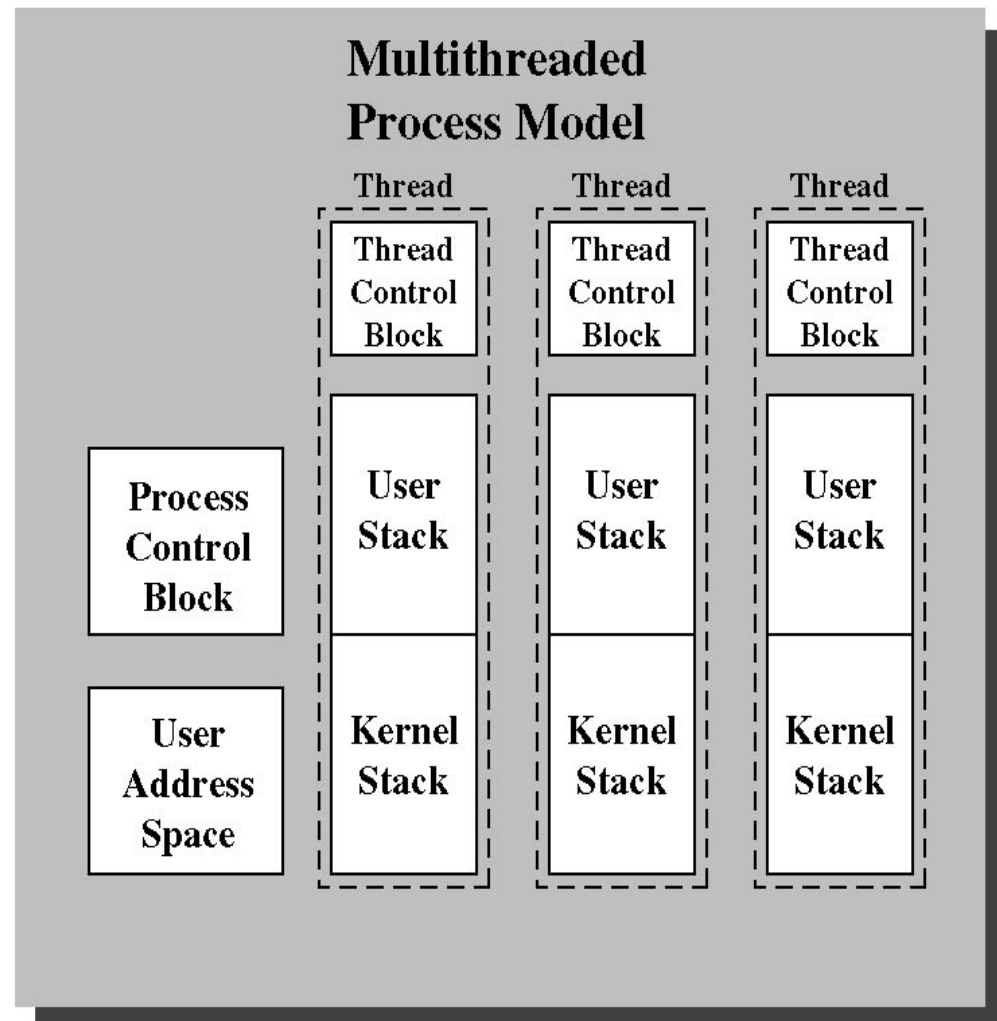 Multithreaded
Process Model
Thread
Thread
Thread
Thread
Control
Block
Thread
Control
Block
Thread
Control
Block
Process
Control
Block
User
Stack
User
Stack
User
Stack
User
Address
Space
Kernel
Stack
Kernel
Stack
Kernel
Stack